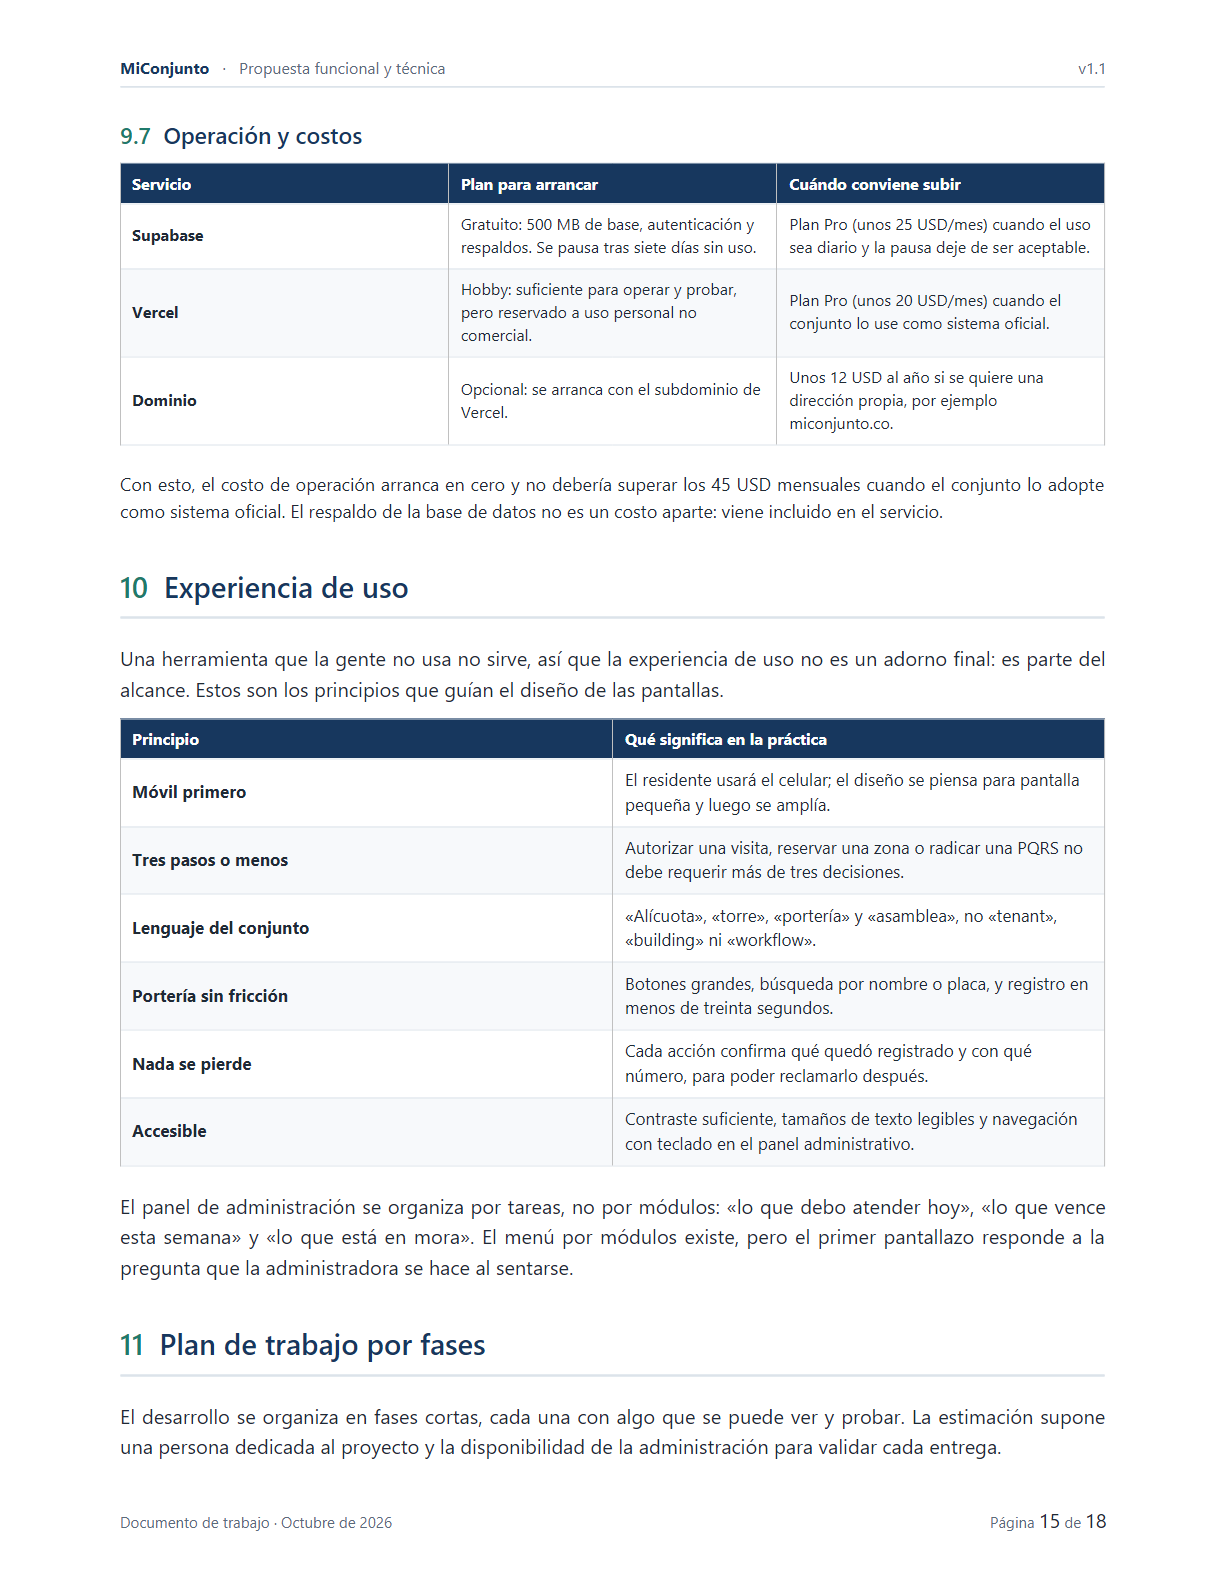 MiConjunto · Propuesta funcional y técnica v1.1
9.7 Operación y costos
Servicio Plan para arrancar Cuándo conviene subir
Supabase
Gratuito: 500 MB de base, autenticación y
respaldos. Se pausa tras siete días sin uso.
Plan Pro (unos 25 USD/mes) cuando el uso
sea diario y la pausa deje de ser aceptable.
Vercel
Hobby: suficiente para operar y probar,
pero reservado a uso personal no
comercial.
Plan Pro (unos 20 USD/mes) cuando el
conjunto lo use como sistema oficial.
Dominio
Opcional: se arranca con el subdominio de
Vercel.
Unos 12 USD al año si se quiere una
dirección propia, por ejemplo
miconjunto.co.
Con esto, el costo de operación arranca en cero y no debería superar los 45 USD mensuales cuando el conjunto lo adopte
como sistema oficial. El respaldo de la base de datos no es un costo aparte: viene incluido en el servicio.
10 Experiencia de uso
Una herramienta que la gente no usa no sirve, así que la experiencia de uso no es un adorno final: es parte del
alcance. Estos son los principios que guían el diseño de las pantallas.
Principio Qué significa en la práctica
Móvil primero
El residente usará el celular; el diseño se piensa para pantalla
pequeña y luego se amplía.
Tres pasos o menos
Autorizar una visita, reservar una zona o radicar una PQRS no
debe requerir más de tres decisiones.
Lenguaje del conjunto
«Alícuota», «torre», «portería» y «asamblea», no «tenant»,
«building» ni «workflow».
Portería sin fricción
Botones grandes, búsqueda por nombre o placa, y registro en
menos de treinta segundos.
Nada se pierde
Cada acción confirma qué quedó registrado y con qué
número, para poder reclamarlo después.
Accesible
Contraste suficiente, tamaños de texto legibles y navegación
con teclado en el panel administrativo.
El panel de administración se organiza por tareas, no por módulos: «lo que debo atender hoy», «lo que vence
esta semana» y «lo que está en mora». El menú por módulos existe, pero el primer pantallazo responde a la
pregunta que la administradora se hace al sentarse.
11 Plan de trabajo por fases
El desarrollo se organiza en fases cortas, cada una con algo que se puede ver y probar. La estimación supone
una persona dedicada al proyecto y la disponibilidad de la administración para validar cada entrega.
Documento de trabajo · Octubre de 2026 Página 15 de 18